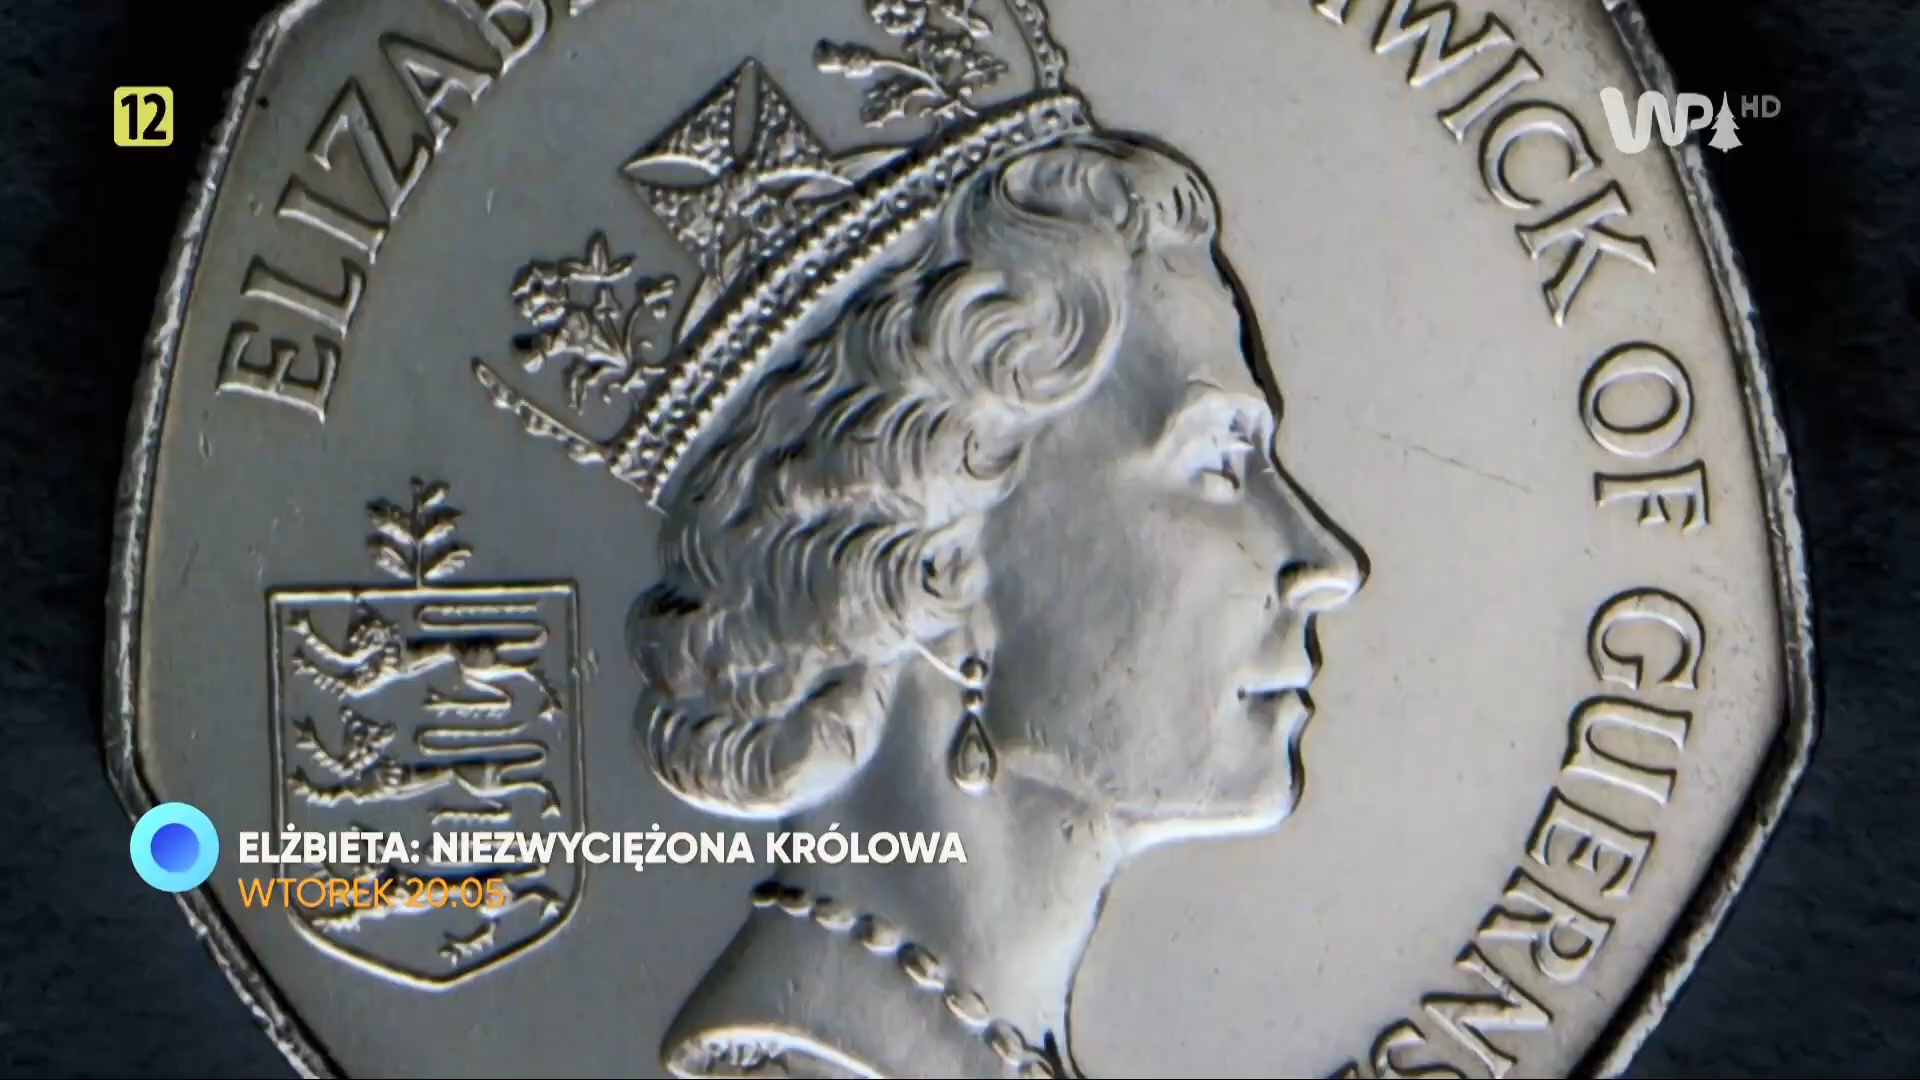 12
WP HD
ELIZAB
WICK OF GUERNS
ELŻBIETA: NIEZWYCIĘŻONA KRÓLOWA
WTOREK 20:05